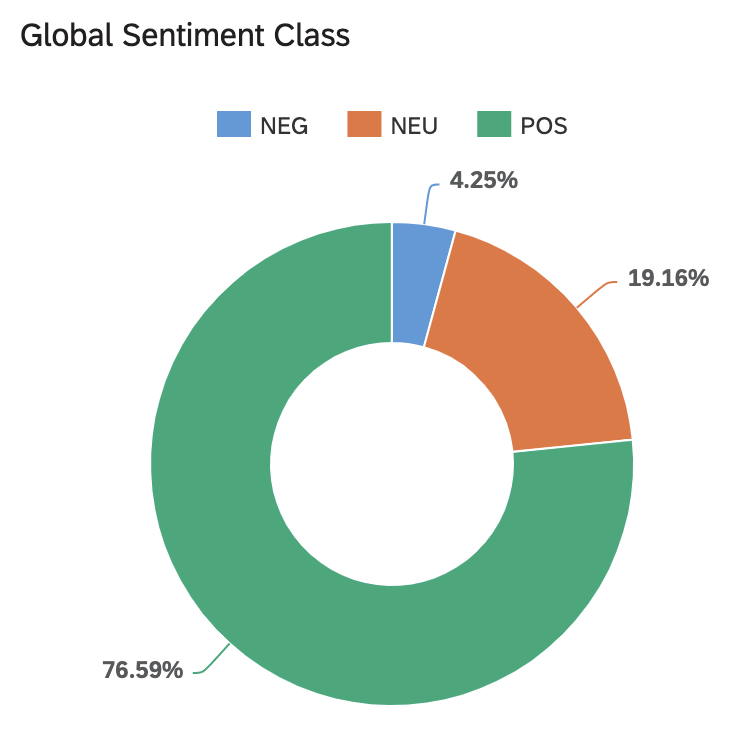 Global Sentiment Class
NEG NEU POS
4.25%
19.16%
76.59%